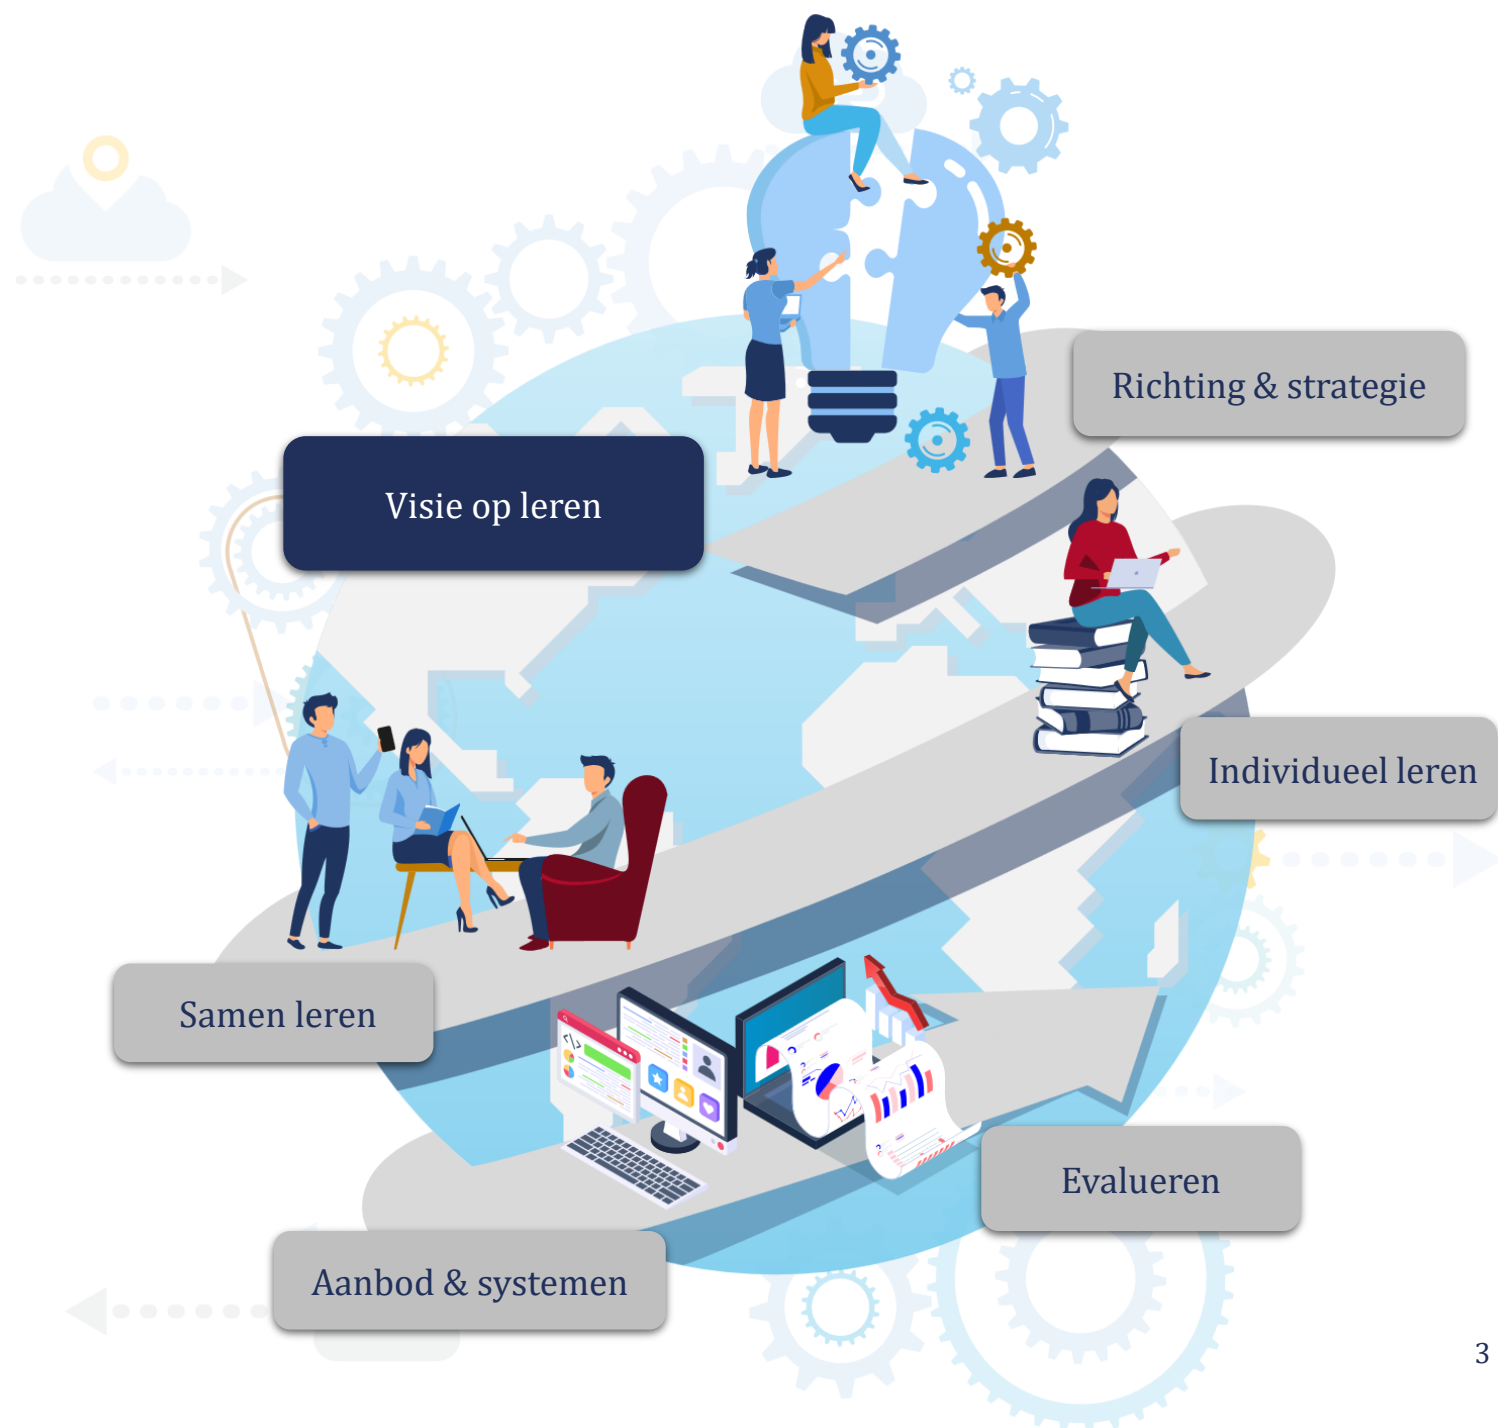 Richting & strategie
Visie op leren
Individueel leren
Samen leren
Evalueren
Aanbod & systemen
3